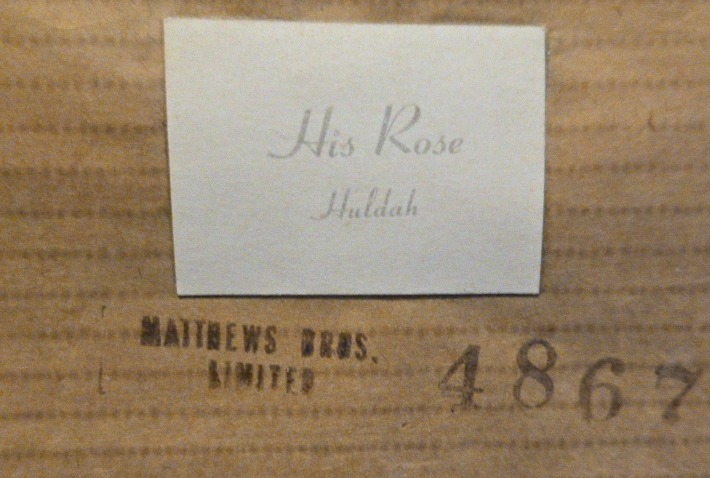 His Rose
Huldah
MATTHEWS BROS.
LIMITED
4867